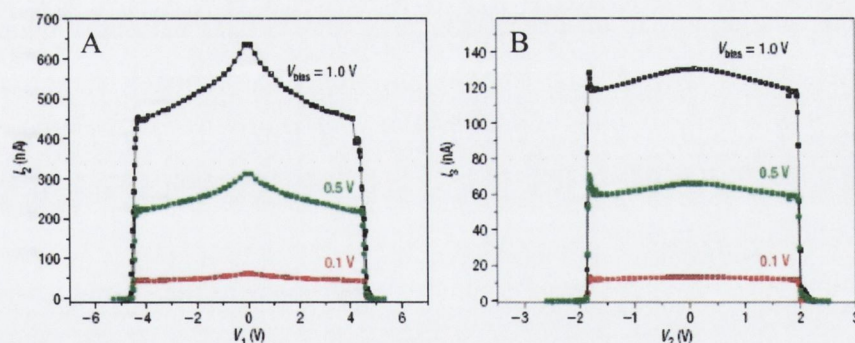 A
V_bias = 1.0 V
0.5 V
0.1 V
I_2 (nA)
700
600
500
400
300
200
100
0
−6 −4 −2 0 2 4 6
V_1 (V)
B
V_bias = 1.0 V
0.5 V
0.1 V
I_3 (nA)
140
120
100
80
60
40
20
0
−3 −2 −1 0 1 2 3
V_2 (V)